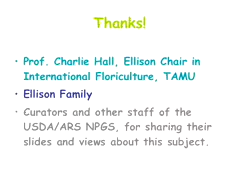 Thanks!
• Prof. Charlie Hall, Ellison Chair in
International Floriculture, TAMU
• Ellison Family
• Curators and other staff of the
USDA/ARS NPGS, for sharing their
slides and views about this subject.